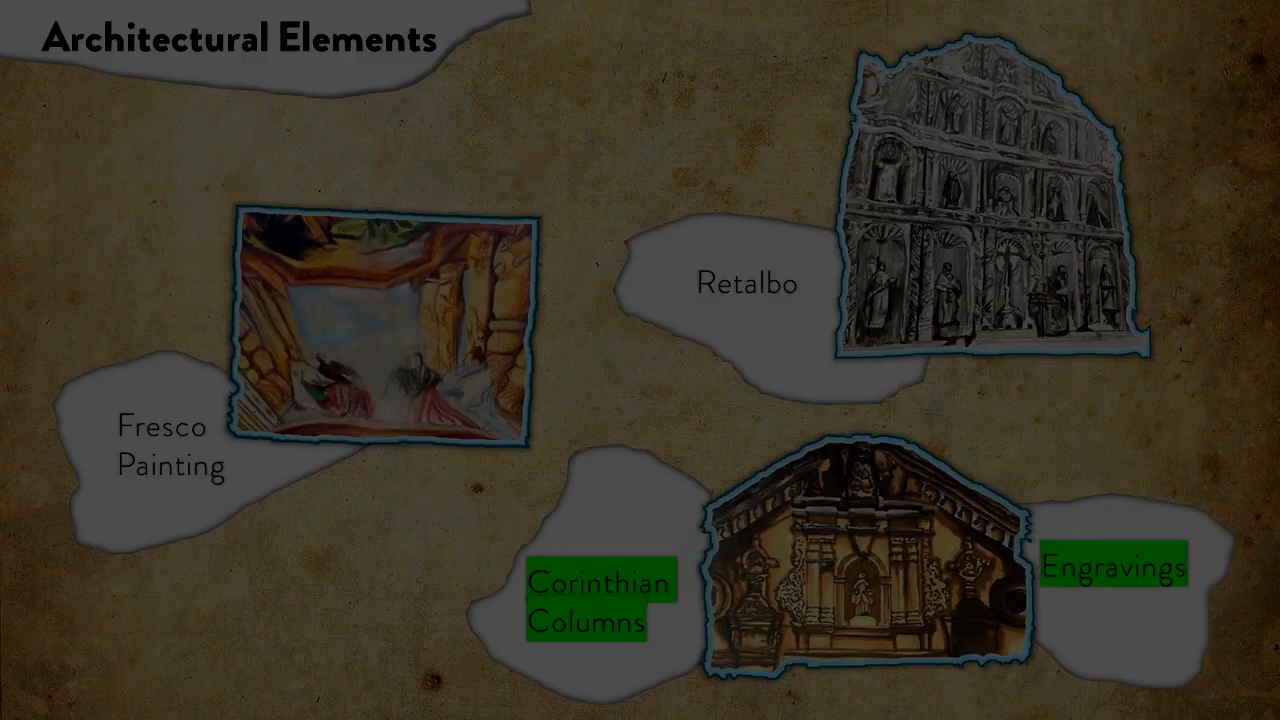 Architectural Elements
Retalbo
Fresco
Painting
Corinthian
Columns
Engravings